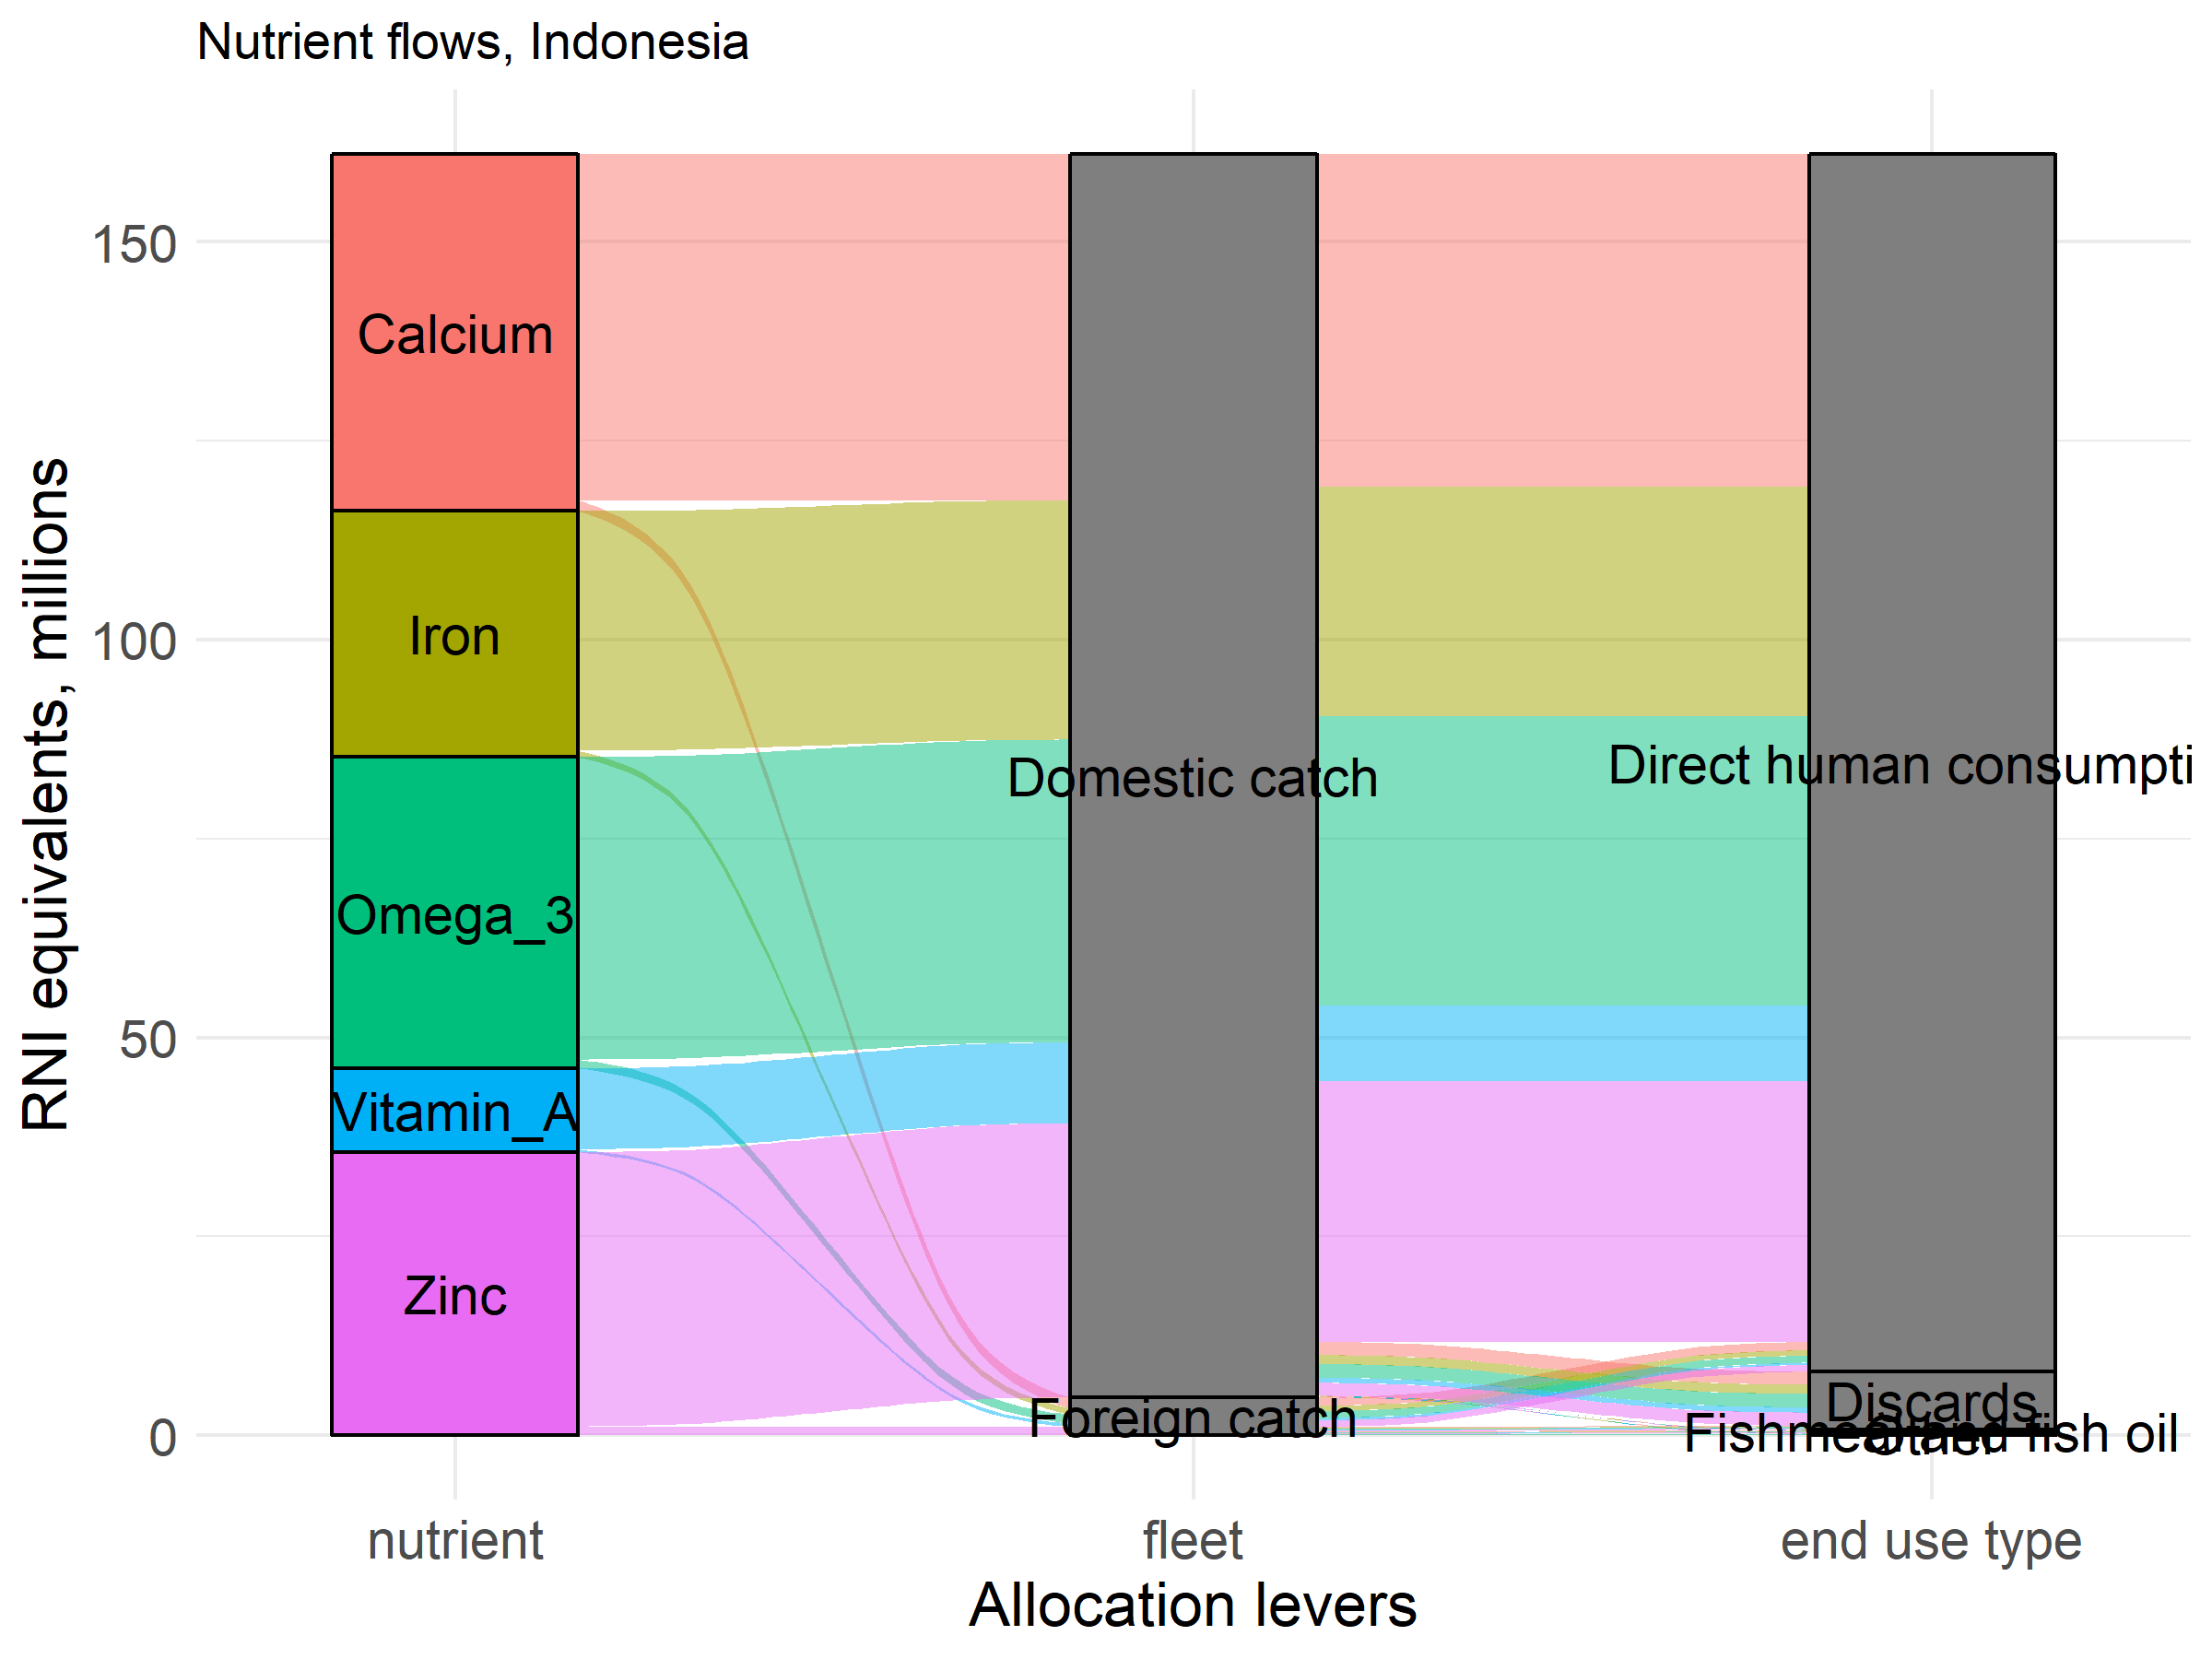 Nutrient flows, Indonesia
RNI equivalents, millions
150
100
50
0
Calcium
Iron
Omega_3
Vitamin_A
Zinc
Domestic catch
Foreign catch
Direct human consumpti
Discards
Fishmeal and fish oil
Other
nutrient
fleet
end use type
Allocation levers